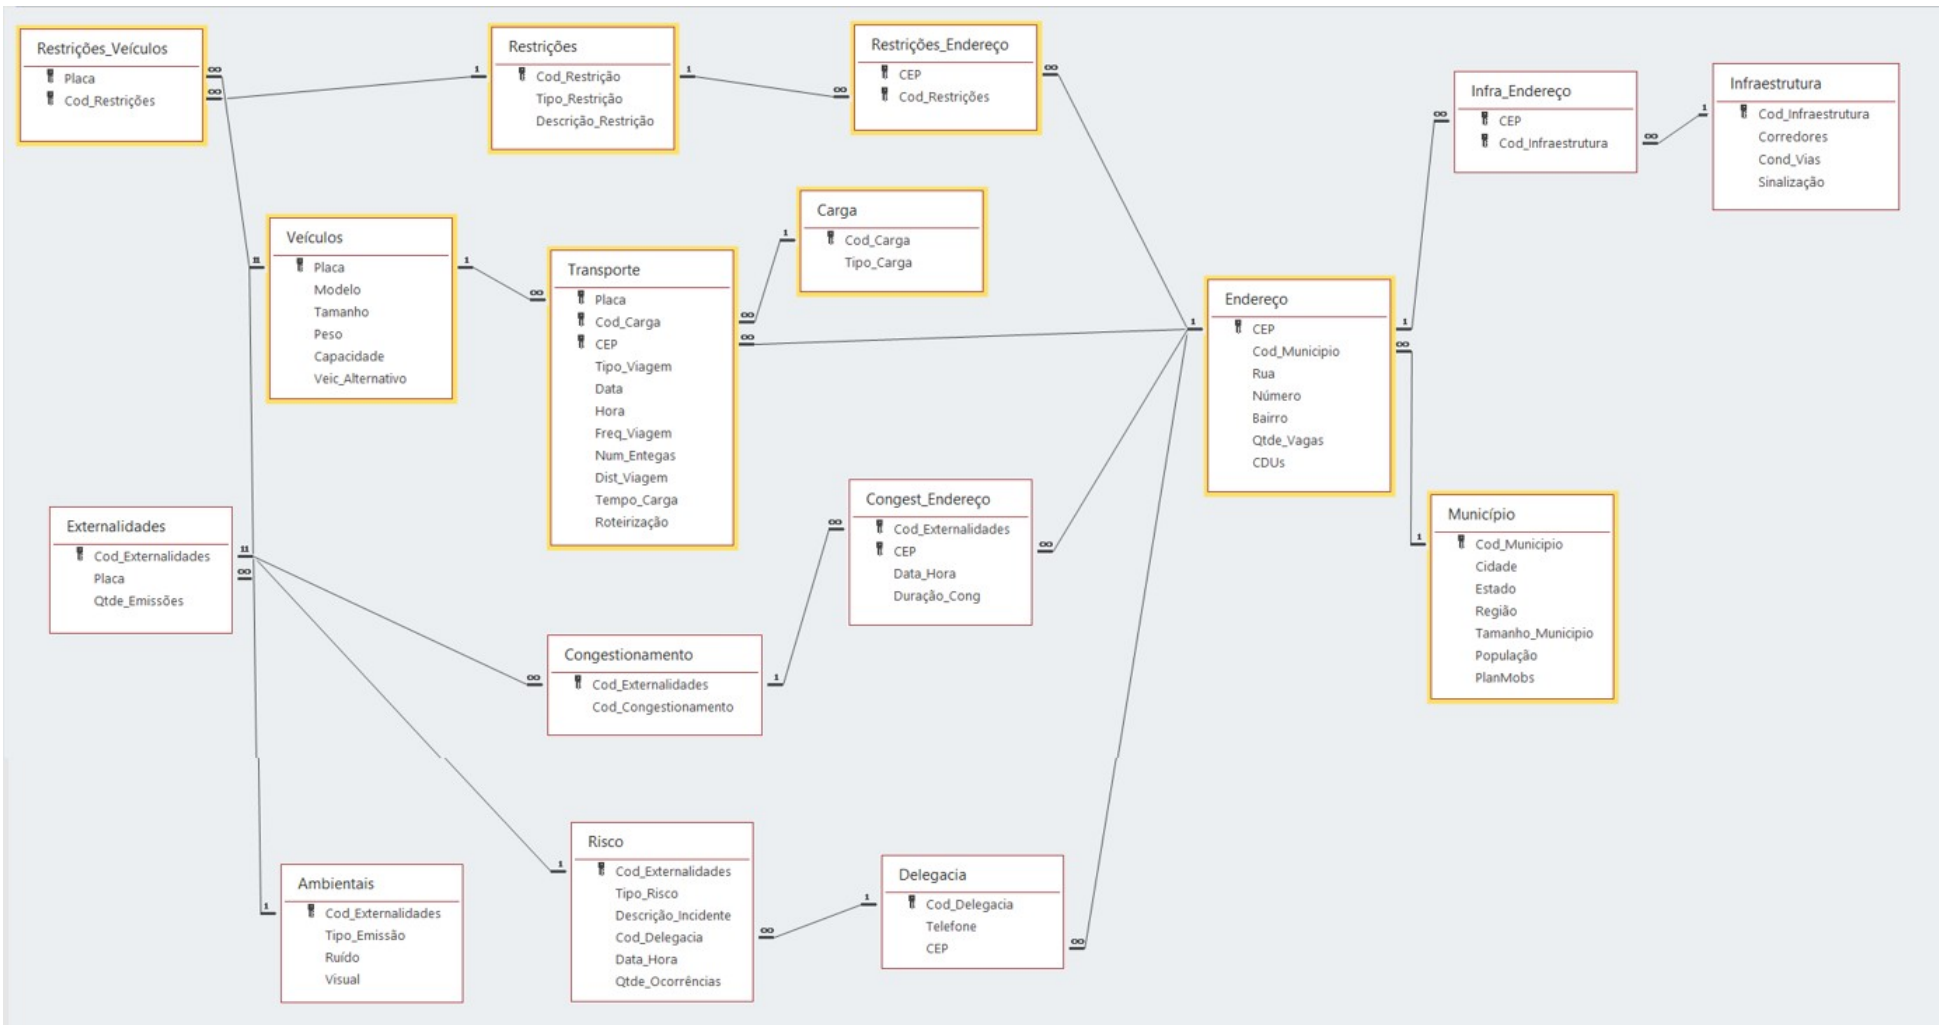 Restrições_Veículos
Placa
Cod_Restrições
Restrições
Cod_Restrição
Tipo_Restrição
Descrição_Restrição
Restrições_Endereço
CEP
Cod_Restrições
Infra_Endereço
CEP
Cod_Infraestrutura
Infraestrutura
Cod_Infraestrutura
Corredores
Cond_Vias
Sinalização
Veículos
Placa
Modelo
Tamanho
Peso
Capacidade
Veic_Alternativo
Transporte
Placa
Cod_Carga
CEP
Tipo_Viagem
Data
Hora
Freq_Viagem
Num_Entegas
Dist_Viagem
Tempo_Carga
Roteirização
Carga
Cod_Carga
Tipo_Carga
Endereço
CEP
Cod_Municipio
Rua
Número
Bairro
Qtde_Vagas
CDUs
Município
Cod_Municipio
Cidade
Estado
Região
Tamanho_Municipio
População
PlanMobs
Externalidades
Cod_Externalidades
Placa
Qtde_Emissões
Congest_Endereço
Cod_Externalidades
CEP
Data_Hora
Duração_Cong
Congestionamento
Cod_Externalidades
Cod_Congestionamento
Ambientais
Cod_Externalidades
Tipo_Emissão
Ruído
Visual
Risco
Cod_Externalidades
Tipo_Risco
Descrição_Incidente
Cod_Delegacia
Data_Hora
Qtde_Ocorrências
Delegacia
Cod_Delegacia
Telefone
CEP